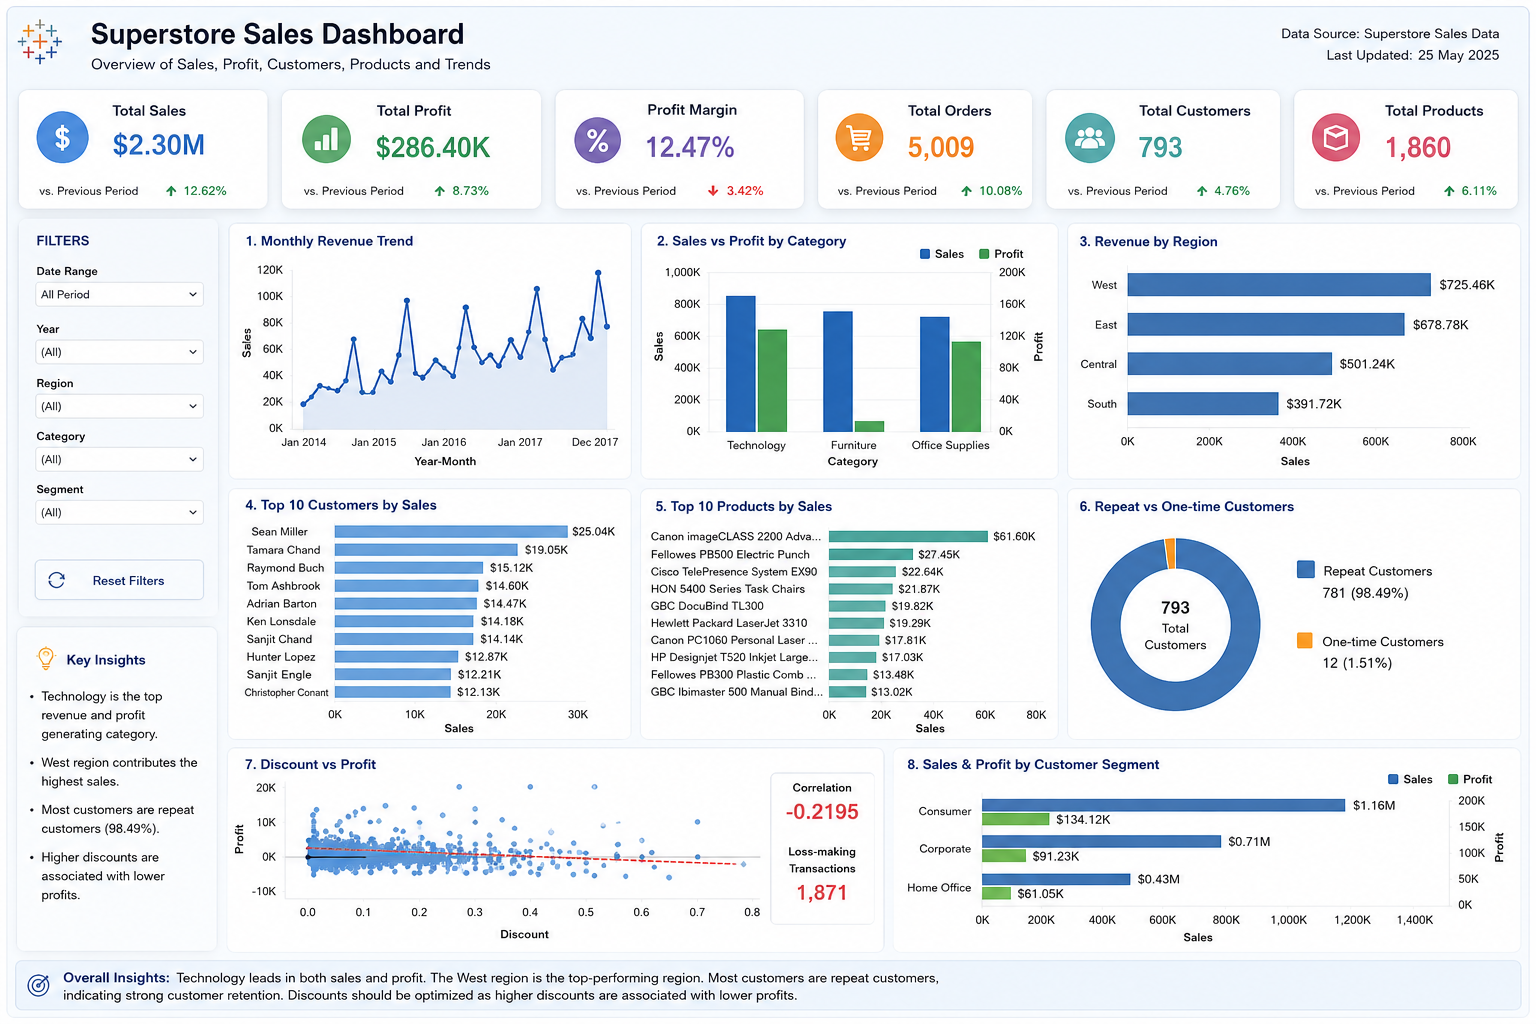 Superstore Sales Dashboard
Overview of Sales, Profit, Customers, Products and Trends
Data Source: Superstore Sales Data
Last Updated: 25 May 2025
Total Sales
$
$2.30M
vs. Previous Period ↑ 12.62%
Total Profit
$286.40K
vs. Previous Period ↑ 8.73%
Profit Margin
%
12.47%
vs. Previous Period ↓ 3.42%
Total Orders
5,009
vs. Previous Period ↑ 10.08%
Total Customers
793
vs. Previous Period ↑ 4.76%
Total Products
1,860
vs. Previous Period ↑ 6.11%
FILTERS
Date Range
All Period
Year
(All)
Region
(All)
Category
(All)
Segment
(All)
Reset Filters
Key Insights
• Technology is the top
revenue and profit
generating category.
• West region contributes the
highest sales.
• Most customers are repeat
customers (98.49%).
• Higher discounts are
associated with lower
profits.
1. Monthly Revenue Trend
120K
100K
80K
60K
40K
20K
0K
Sales
Jan 2014 Jan 2015 Jan 2016 Jan 2017 Dec 2017
Year-Month
2. Sales vs Profit by Category
Sales Profit
1,000K 200K
800K 160K
600K 120K
400K 80K
200K 40K
0K 0K
Sales
Profit
Technology Furniture Office Supplies
Category
3. Revenue by Region
West $725.46K
East $678.78K
Central $501.24K
South $391.72K
0K 200K 400K 600K 800K
Sales
4. Top 10 Customers by Sales
Sean Miller $25.04K
Tamara Chand $19.05K
Raymond Buch $15.12K
Tom Ashbrook $14.60K
Adrian Barton $14.47K
Ken Lonsdale $14.18K
Sanjit Chand $14.14K
Hunter Lopez $12.87K
Sanjit Engle $12.21K
Christopher Conant $12.13K
0K 10K 20K 30K
Sales
5. Top 10 Products by Sales
Canon imageCLASS 2200 Adva... $61.60K
Fellowes PB500 Electric Punch $27.45K
Cisco TelePresence System EX90 $22.64K
HON 5400 Series Task Chairs $21.87K
GBC DocuBind TL300 $19.82K
Hewlett Packard LaserJet 3310 $19.29K
Canon PC1060 Personal Laser ... $17.81K
HP Designjet T520 Inkjet Large... $17.03K
Fellowes PB300 Plastic Comb ... $13.48K
GBC Ibimaster 500 Manual Bind... $13.02K
0K 20K 40K 60K 80K
Sales
6. Repeat vs One-time Customers
793
Total
Customers
Repeat Customers
781 (98.49%)
One-time Customers
12 (1.51%)
7. Discount vs Profit
20K
10K
0K
-10K
Profit
0.0 0.1 0.2 0.3 0.4 0.5 0.6 0.7 0.8
Discount
Correlation
-0.2195
Loss-making
Transactions
1,871
8. Sales & Profit by Customer Segment
Sales Profit
Consumer $1.16M
$134.12K
Corporate $0.71M
$91.23K
Home Office $0.43M
$61.05K
200K
150K
100K
50K
0K
Profit
0K 200K 400K 600K 800K 1,000K 1,200K 1,400K
Sales
Overall Insights: Technology leads in both sales and profit. The West region is the top-performing region. Most customers are repeat customers,
indicating strong customer retention. Discounts should be optimized as higher discounts are associated with lower profits.